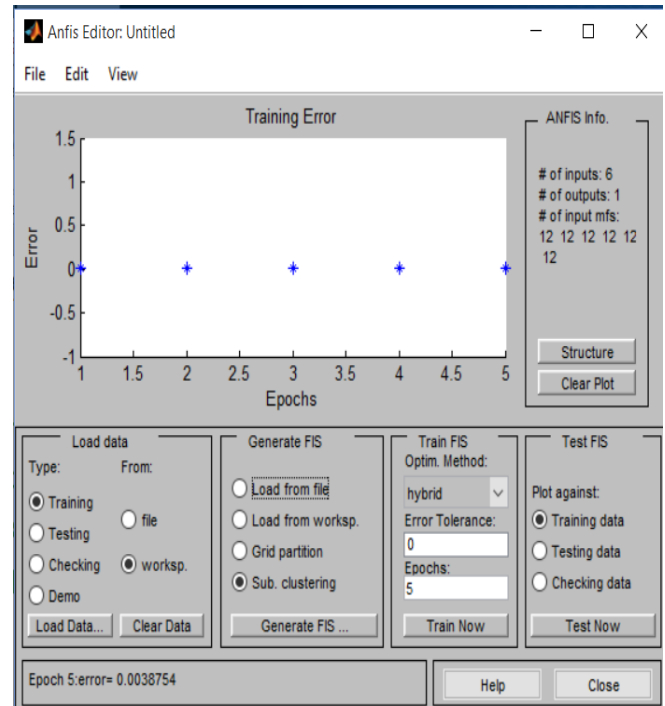 Anfis Editor: Untitled
File Edit View
Training Error
1.5
1
0.5
0
-0.5
-1
Error
1 1.5 2 2.5 3 3.5 4 4.5 5
Epochs
ANFIS Info.
# of inputs: 6
# of outputs: 1
# of input mfs:
12 12 12 12 12
12
Structure
Clear Plot
Load data
Type: From:
Training
Testing
Checking
Demo
file
worksp.
Load Data... Clear Data
Generate FIS
Load from file
Load from worksp.
Grid partition
Sub. clustering
Generate FIS ...
Train FIS
Optim. Method:
hybrid
Error Tolerance:
0
Epochs:
5
Train Now
Test FIS
Plot against:
Training data
Testing data
Checking data
Test Now
Epoch 5:error= 0.0038754
Help Close